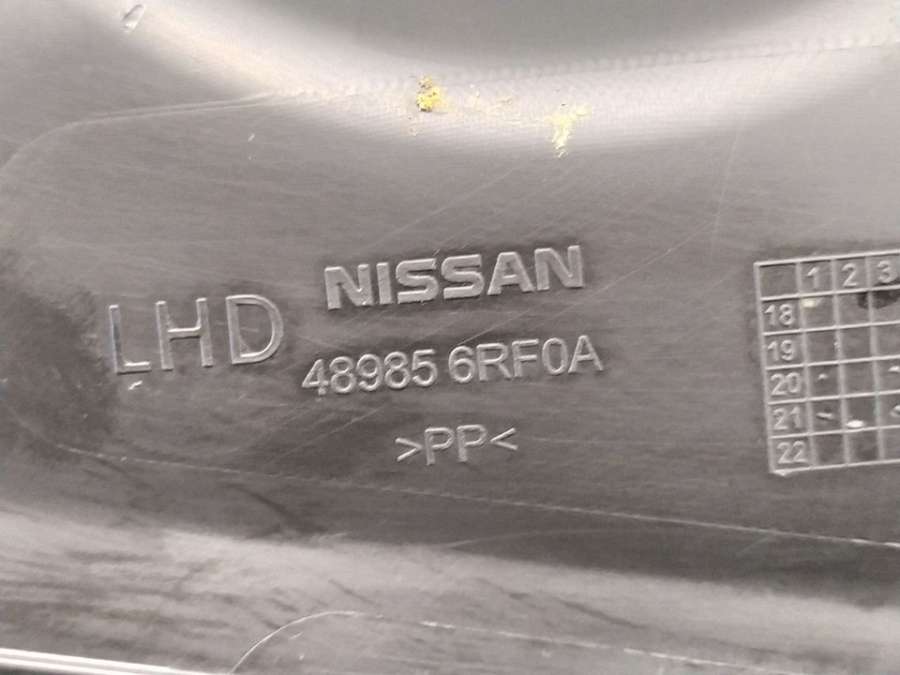 NISSAN
LHD
48985 6RF0A
>PP<
1 2 3
18
19
20
21
22